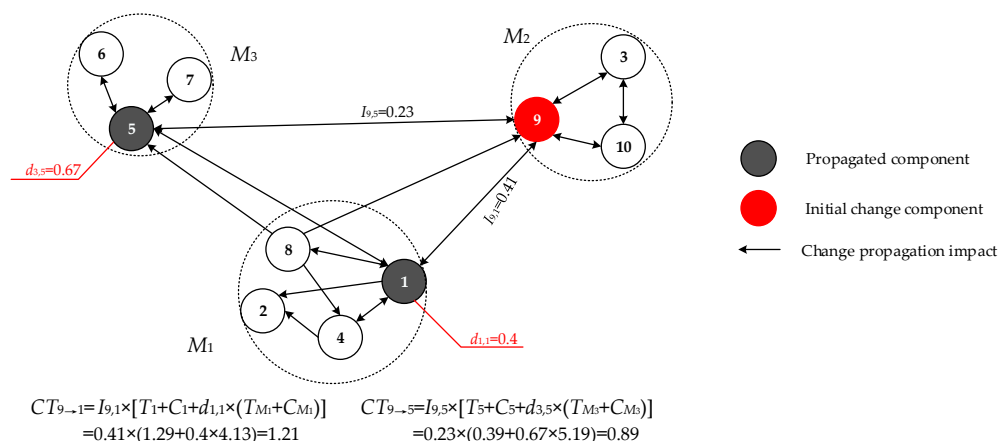 6
M3
7
5
d3,5=0.67
I9,5=0.23
M2
3
9
10
I9,1=0.41
8
1
2
4
M1
d1,1=0.4
Propagated component
Initial change component
Change propagation impact
CT9→1=I9,1×[T1+C1+d1,1×(TM1+CM1)]
=0.41×(1.29+0.4×4.13)=1.21
CT9→5=I9,5×[T5+C5+d3,5×(TM3+CM3)]
=0.23×(0.39+0.67×5.19)=0.89